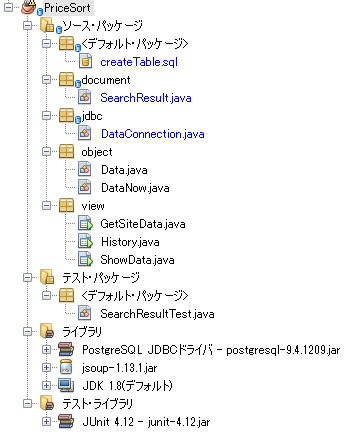 PriceSort
ソース・パッケージ
<デフォルト・パッケージ>
createTable.sql
document
SearchResult.java
jdbc
DataConnection.java
object
Data.java
DataNow.java
view
GetSiteData.java
History.java
ShowData.java
テスト・パッケージ
<デフォルト・パッケージ>
SearchResultTest.java
ライブラリ
PostgreSQL JDBCドライバ - postgresql-9.4.1209.jar
jsoup-1.13.1.jar
JDK 1.8(デフォルト)
テスト・ライブラリ
JUnit 4.12 - junit-4.12.jar